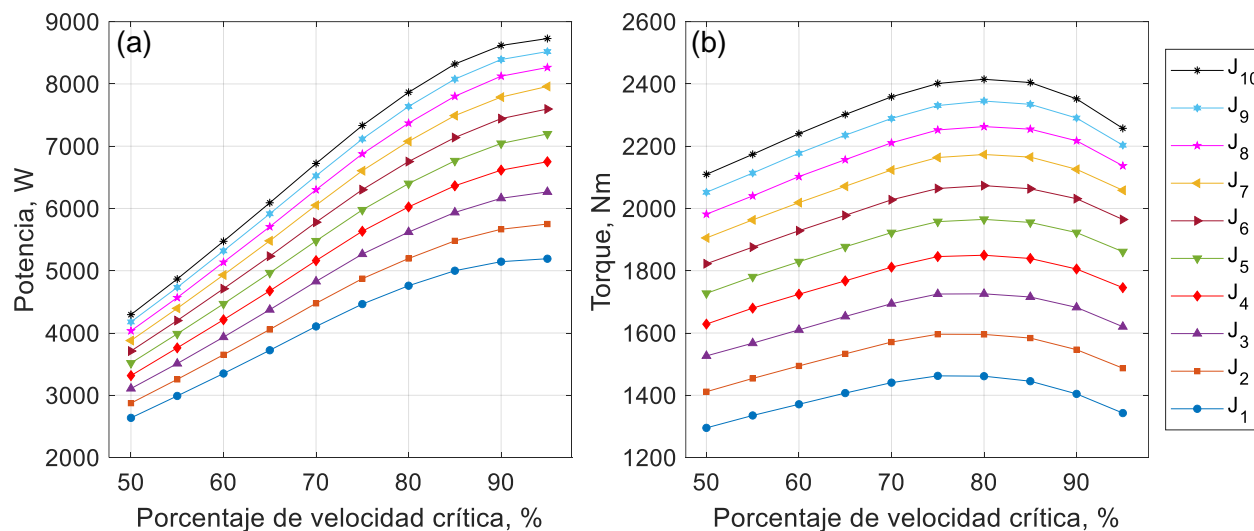 (a)
Potencia, W
9000
8000
7000
6000
5000
4000
3000
2000
50 60 70 80 90
Porcentaje de velocidad crítica, %
(b)
Torque, Nm
2600
2400
2200
2000
1800
1600
1400
1200
50 60 70 80 90
Porcentaje de velocidad crítica, %
J10
J9
J8
J7
J6
J5
J4
J3
J2
J1